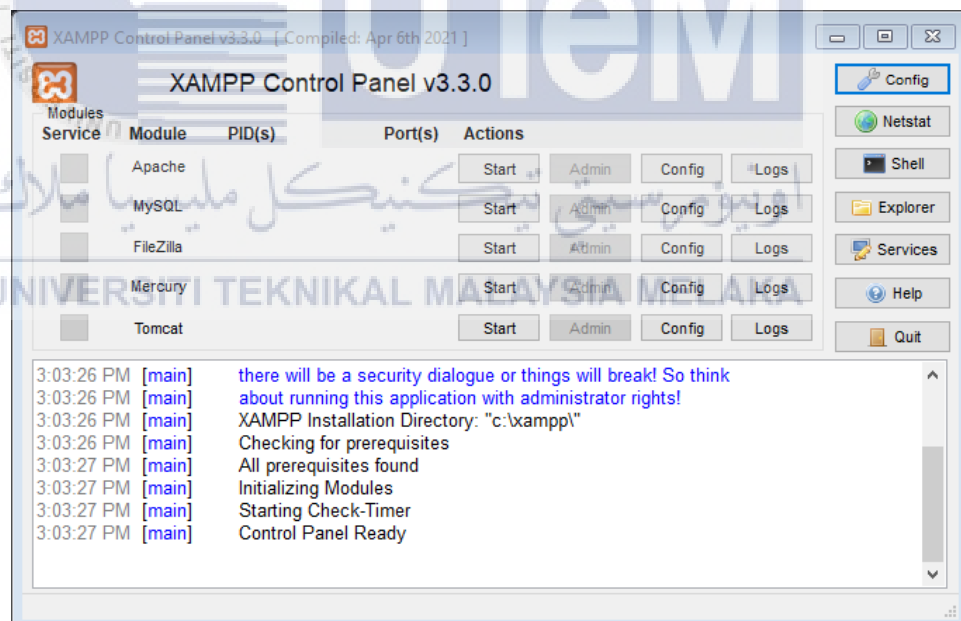 UTeM
XAMPP Control Panel v3.3.0 [ Compiled: Apr 6th 2021 ]
XAMPP Control Panel v3.3.0
Config
Modules
Service Module PID(s) Port(s) Actions
Netstat
Apache Start Admin Config Logs
Shell
اونيۏرسيتي تيكنيكل مليسيا ملاك
MySQL Start Admin Config Logs
Explorer
FileZilla Start Admin Config Logs
Services
UNIVERSITI TEKNIKAL MALAYSIA MELAKA
Mercury Start Admin Config Logs
Help
Tomcat Start Admin Config Logs
Quit
3:03:26 PM [main] there will be a security dialogue or things will break! So think
3:03:26 PM [main] about running this application with administrator rights!
3:03:26 PM [main] XAMPP Installation Directory: "c:\xampp\"
3:03:26 PM [main] Checking for prerequisites
3:03:27 PM [main] All prerequisites found
3:03:27 PM [main] Initializing Modules
3:03:27 PM [main] Starting Check-Timer
3:03:27 PM [main] Control Panel Ready